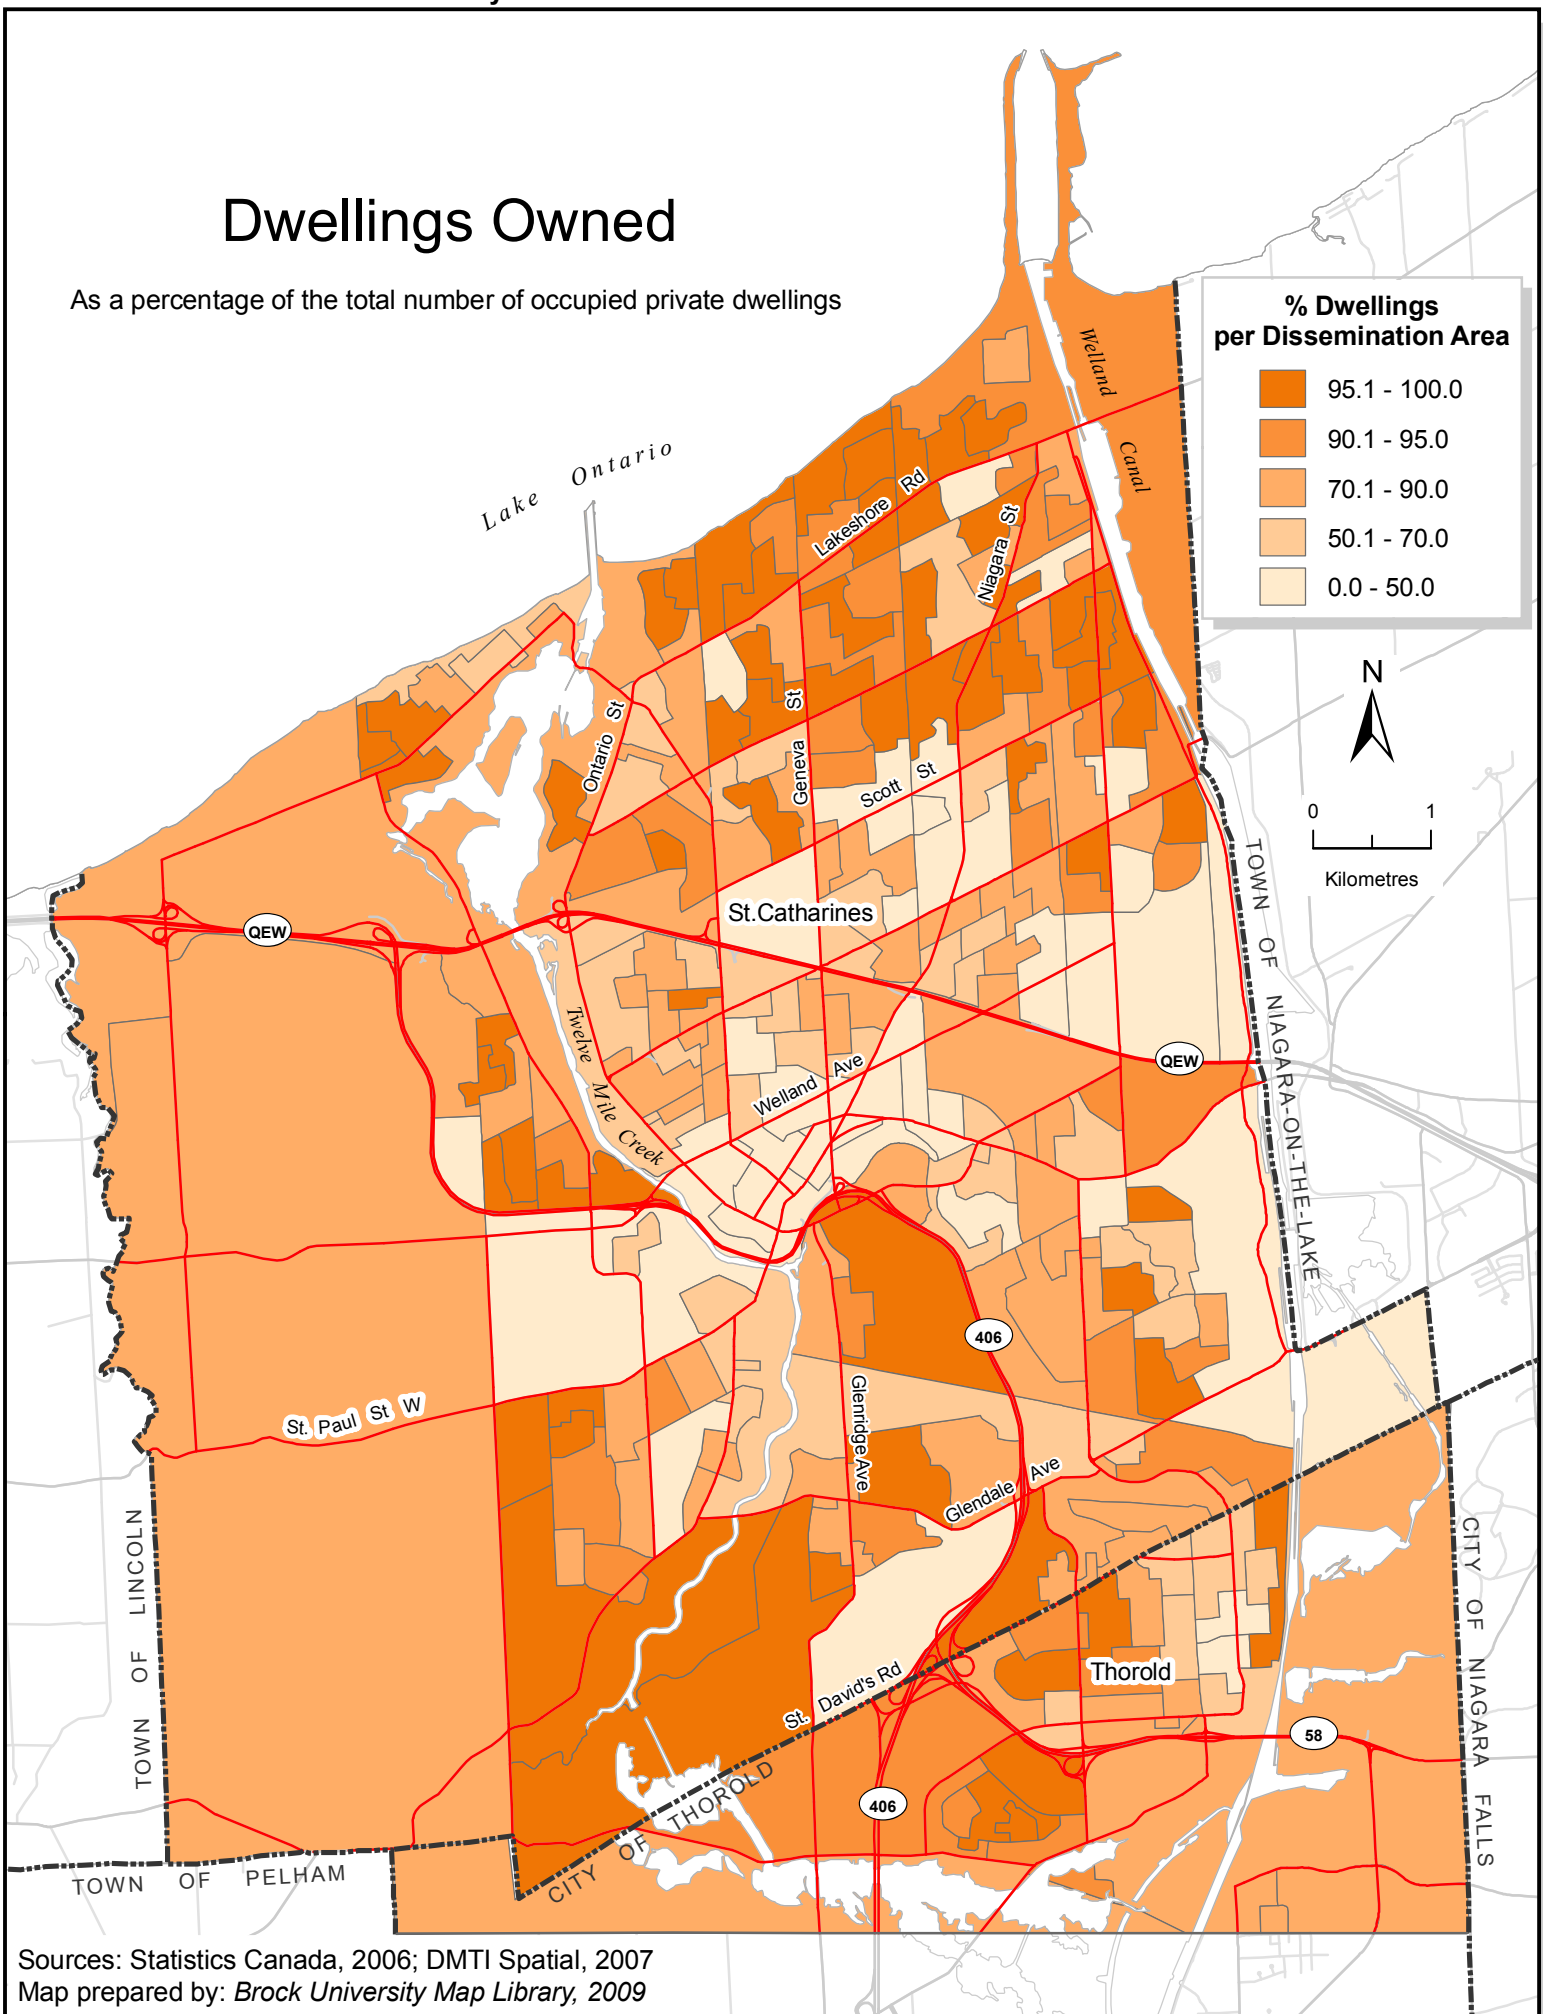 Dwellings Owned
As a percentage of the total number of occupied private dwellings
% Dwellings
per Dissemination Area
95.1 - 100.0
90.1 - 95.0
70.1 - 90.0
50.1 - 70.0
0.0 - 50.0
N
0 1
Kilometres
Lake Ontario
Welland Canal
Lakeshore Rd
Niagara St
Ontario St
Geneva St
Scott St
St.Catharines
QEW
QEW
Twelve Mile Creek
Welland Ave
TOWN OF NIAGARA-ON-THE-LAKE
406
St. Paul St W
Glenridge Ave
Glendale Ave
TOWN OF LINCOLN
CITY OF NIAGARA FALLS
Thorold
St. David's Rd
58
406
CITY OF THOROLD
TOWN OF PELHAM
Sources: Statistics Canada, 2006; DMTI Spatial, 2007
Map prepared by: Brock University Map Library, 2009